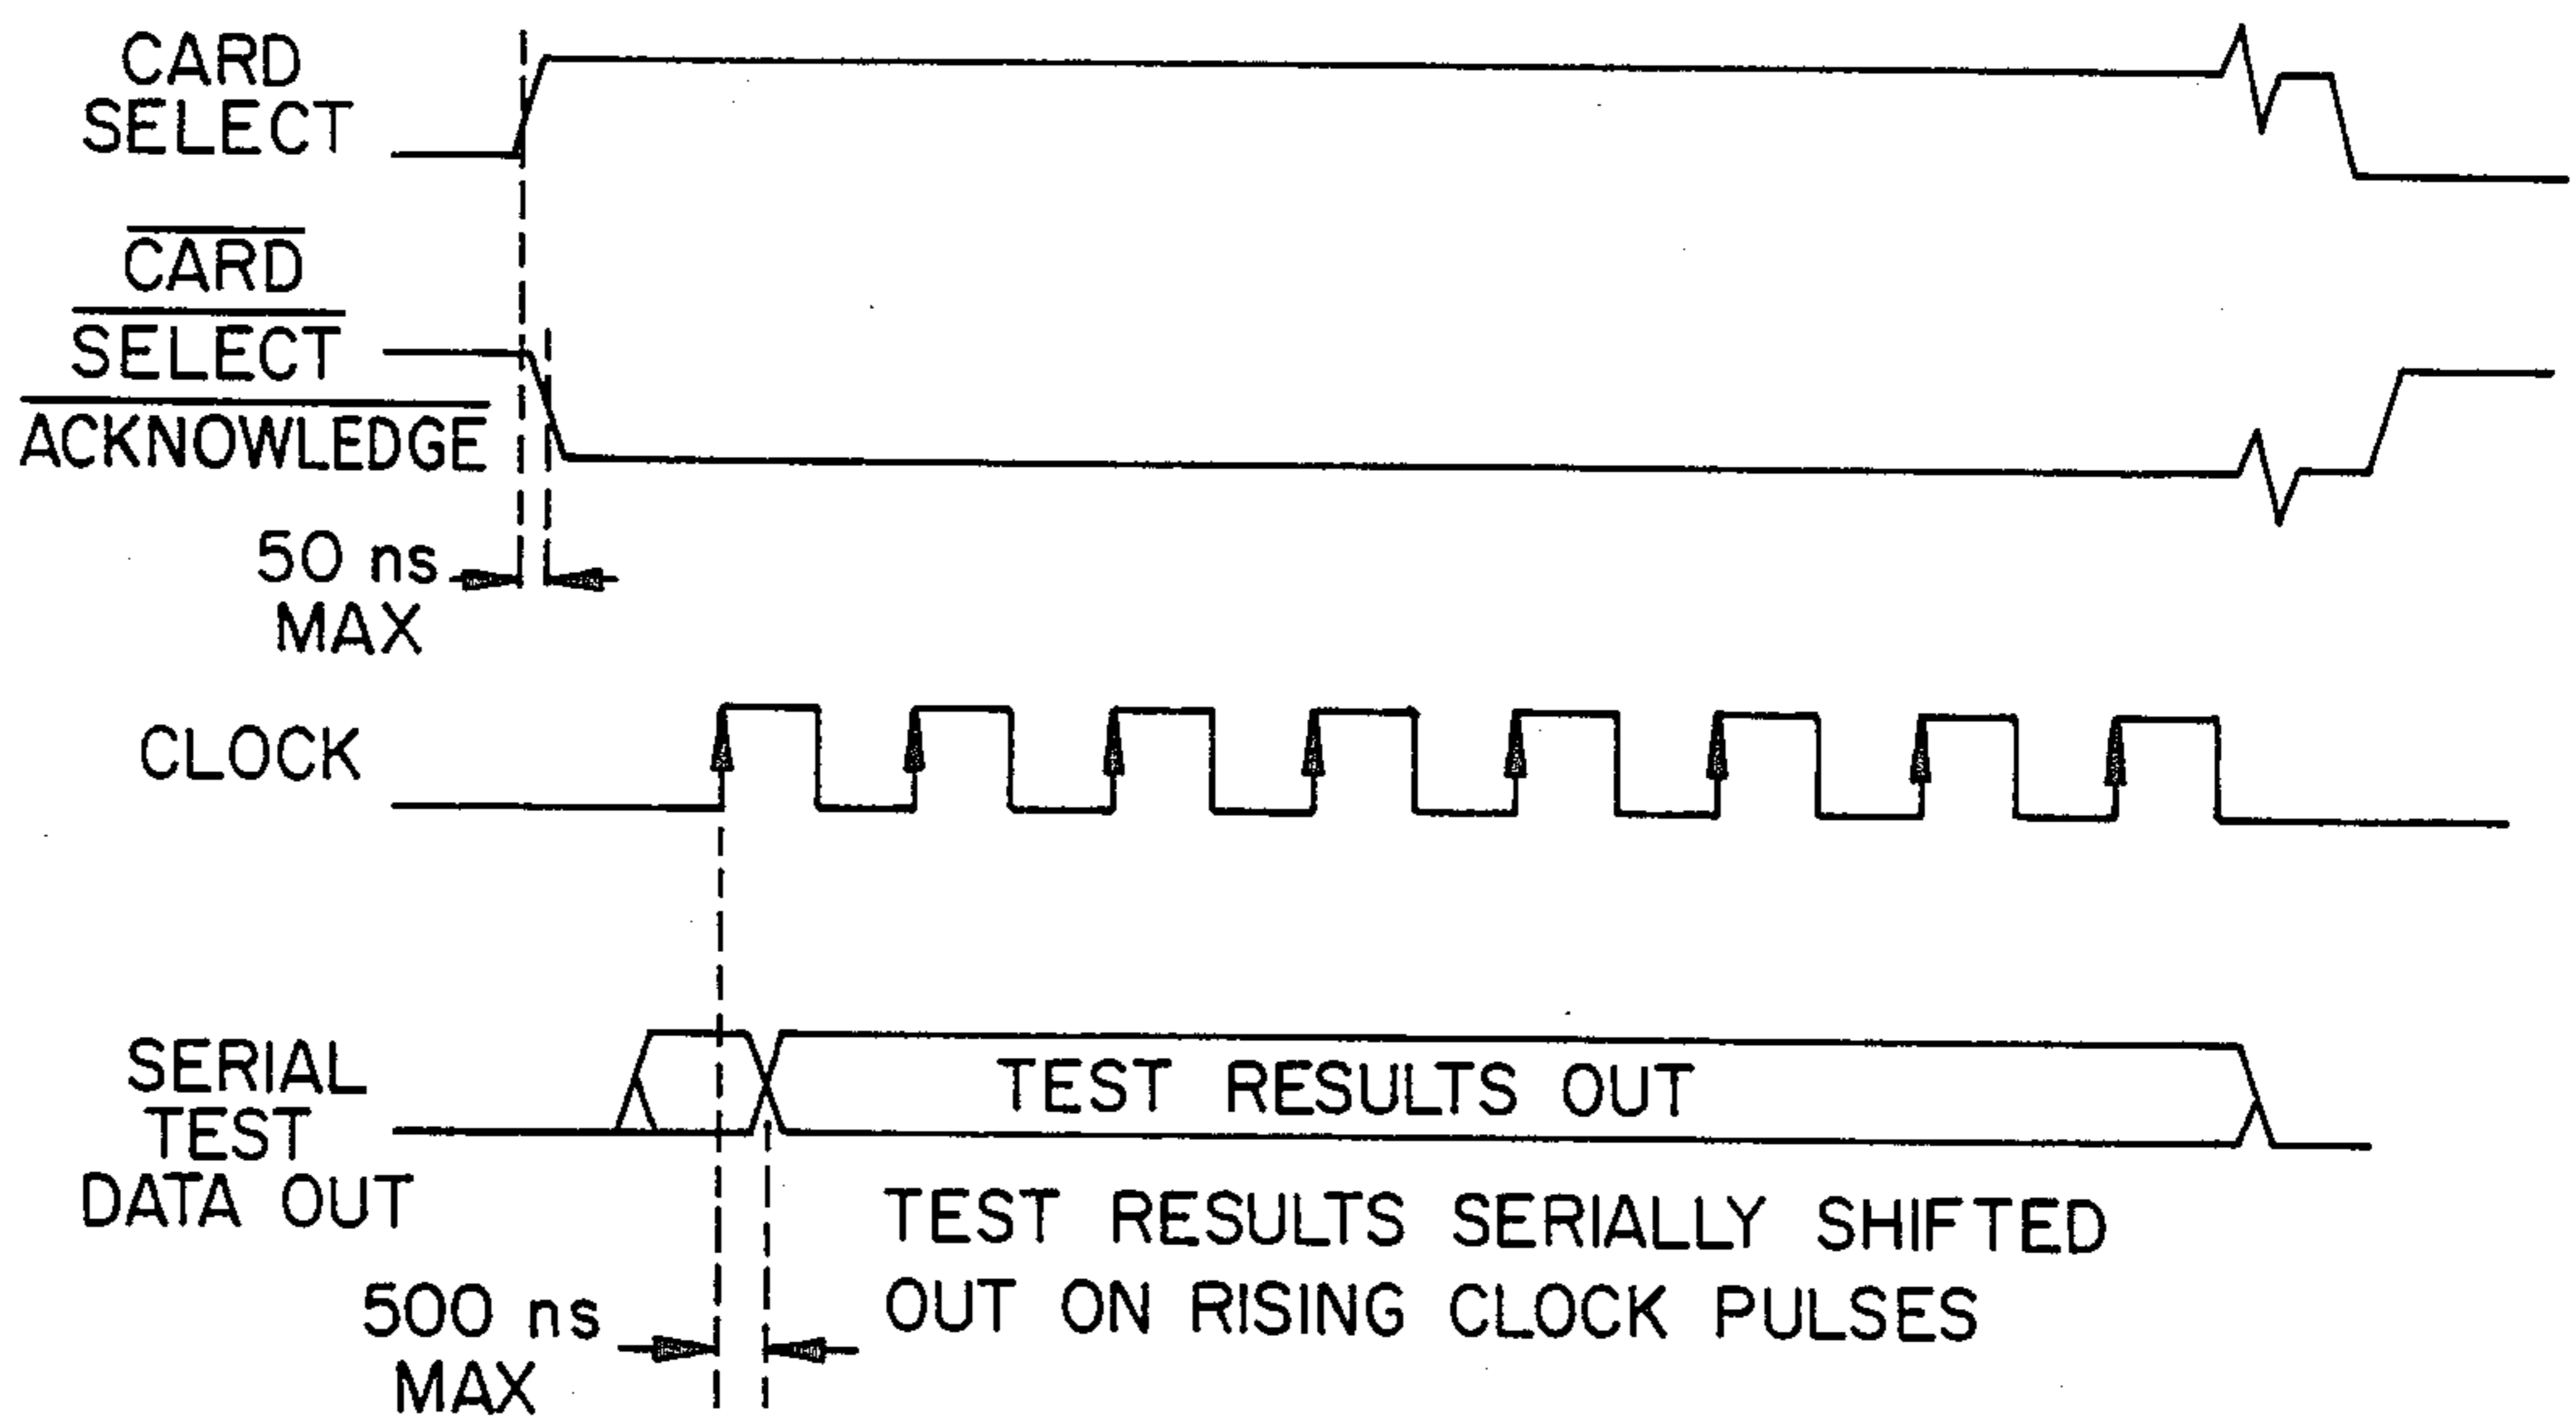 CARD
SELECT
CARD
SELECT
ACKNOWLEDGE
50 ns
MAX
CLOCK
SERIAL
TEST
DATA OUT
TEST RESULTS OUT
TEST RESULTS SERIALLY SHIFTED
OUT ON RISING CLOCK PULSES
500 ns
MAX